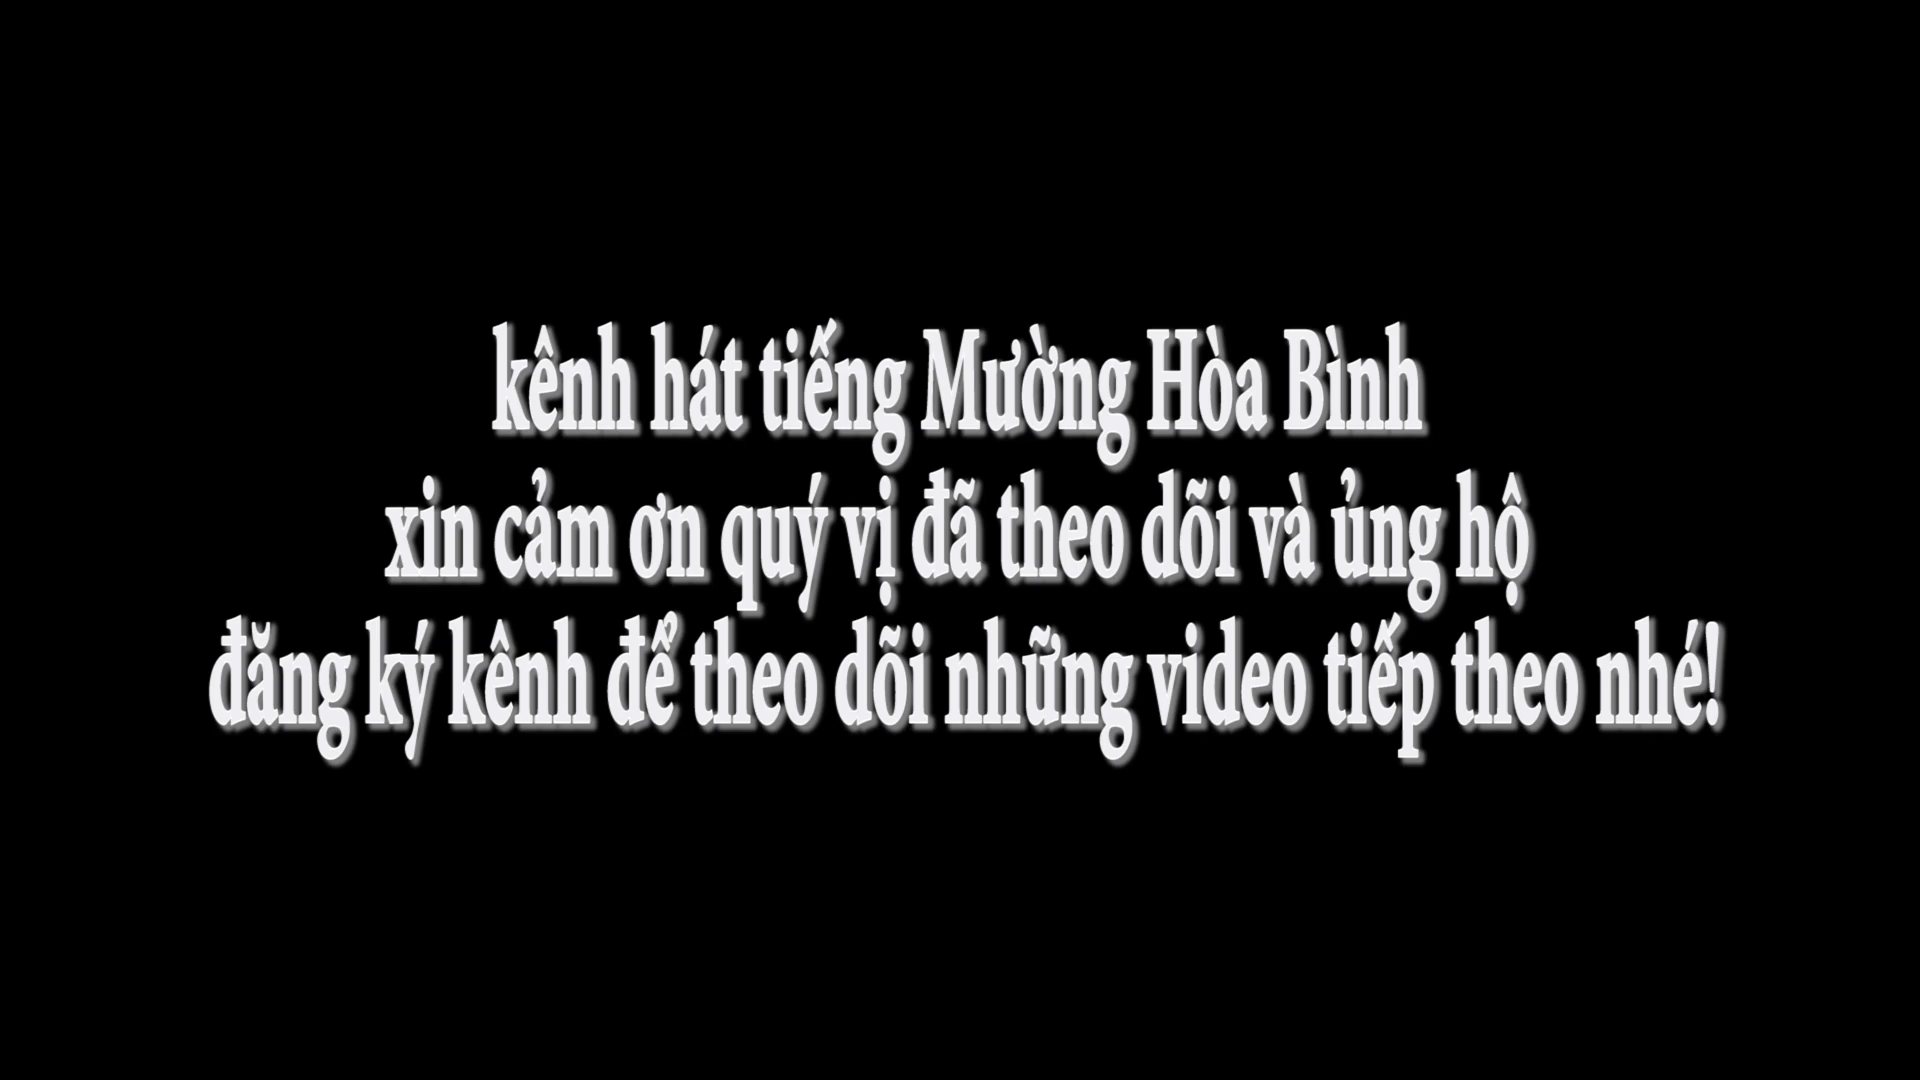 kênh hát tiếng Mường Hòa Bình
xin cảm ơn quý vị đã theo dõi và ủng hộ
đăng ký kênh để theo dõi những video tiếp theo nhé!